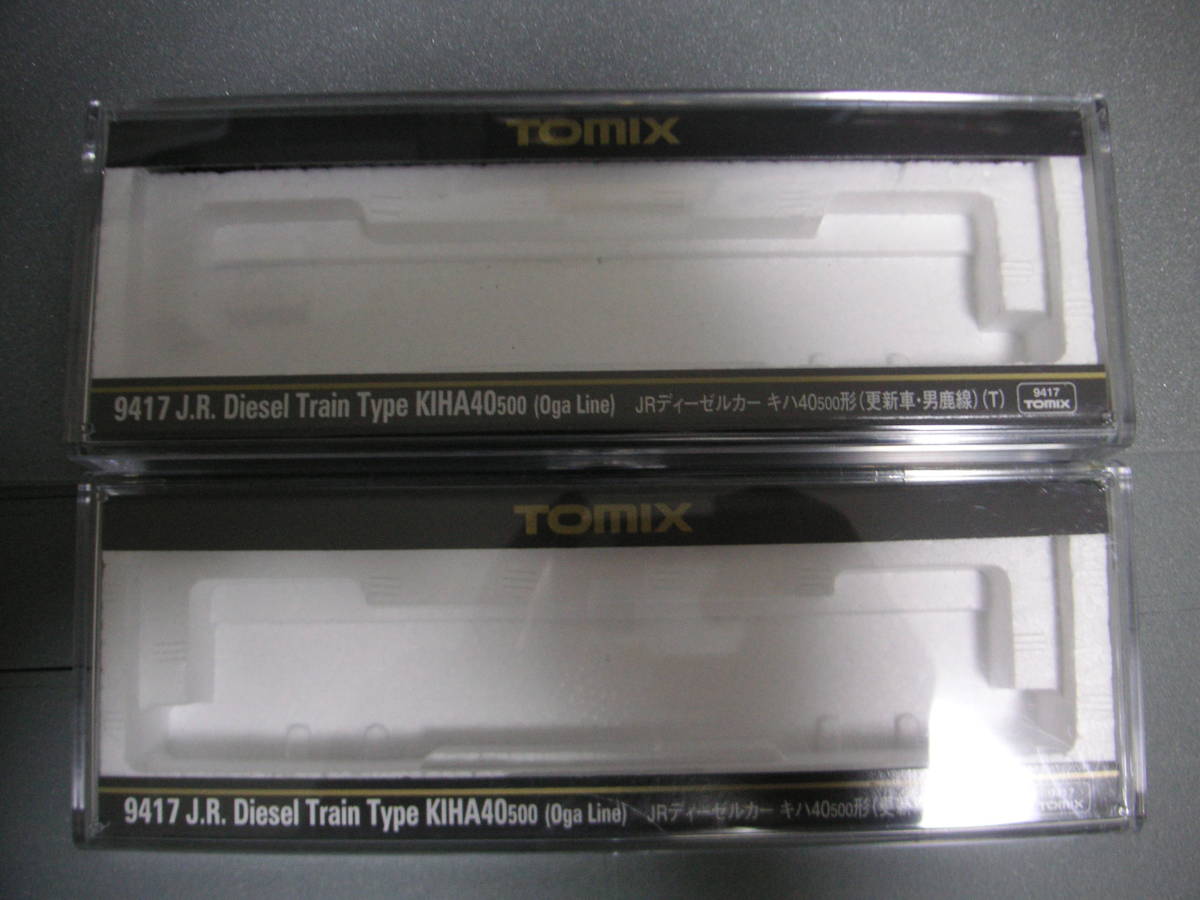 TOMIX
9417 J.R. Diesel Train Type KIHA40500 (Oga Line) JRディーゼルカー キハ40500形(更新車・男鹿線)(T) 9417 TOMIX
TOMIX
9417 J.R. Diesel Train Type KIHA40500 (Oga Line) JRディーゼルカー キハ40500形(更 9417 TOMIX